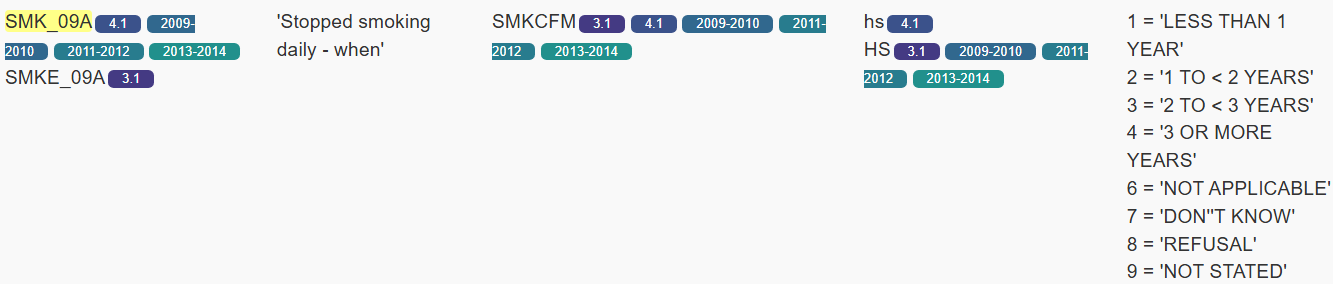 SMK_09A 4.1 2009-
2010 2011-2012 2013-2014
SMKE_09A 3.1
'Stopped smoking
daily - when'
SMKCFM 3.1 4.1 2009-2010 2011-
2012 2013-2014
hs 4.1
HS 3.1 2009-2010 2011-
2012 2013-2014
1 = 'LESS THAN 1
YEAR'
2 = '1 TO < 2 YEARS'
3 = '2 TO < 3 YEARS'
4 = '3 OR MORE
YEARS'
6 = 'NOT APPLICABLE'
7 = 'DON''T KNOW'
8 = 'REFUSAL'
9 = 'NOT STATED'